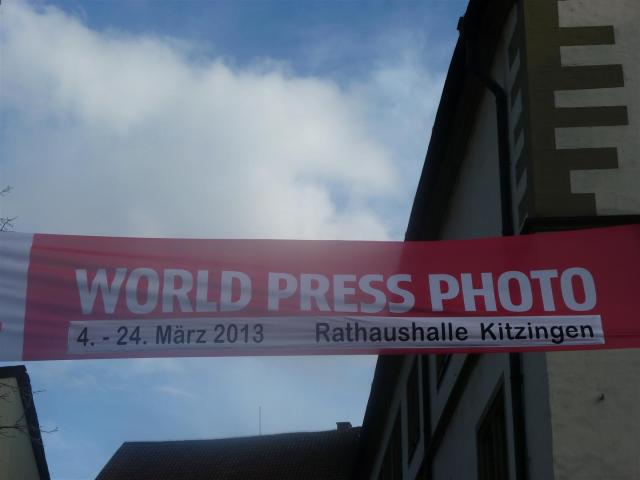 WORLD PRESS PHOTO
4. - 24. März 2013 Rathaushalle Kitzingen